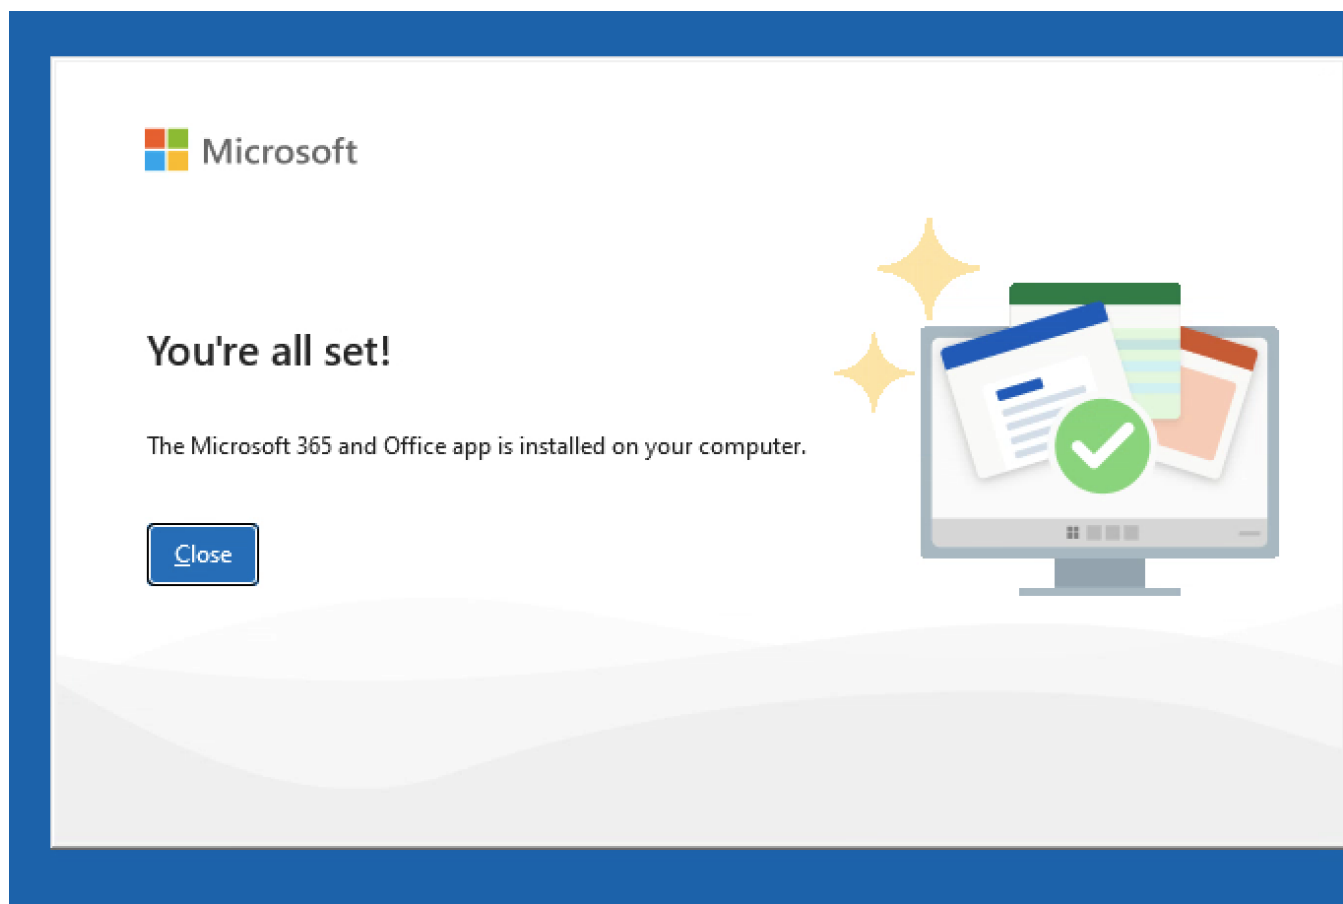 Microsoft
You're all set!
The Microsoft 365 and Office app is installed on your computer.
Close